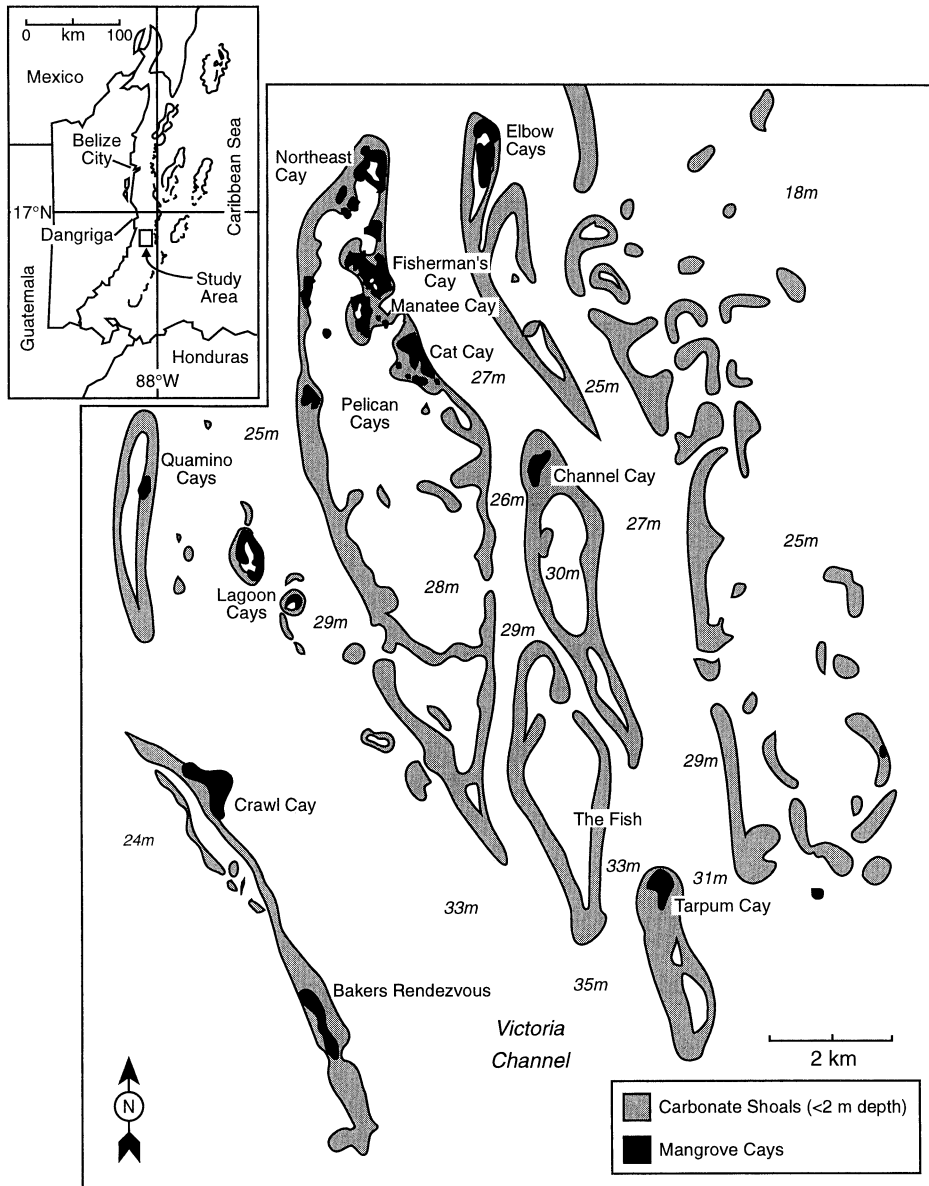 0 km 100
Mexico
Belize
City
17°N
Dangriga
Caribbean Sea
Guatemala
Study
Area
Honduras
88°W
Northeast
Cay
Elbow
Cays
18m
Fisherman's
Cay
Manatee Cay
Cat Cay
27m
25m
Pelican
Cays
25m
Quamino
Cays
Channel Cay
26m
27m
25m
28m
30m
Lagoon
Cays
29m
29m
29m
Crawl Cay
24m
The Fish
33m
31m
Tarpum Cay
33m
35m
Bakers Rendezvous
Victoria
Channel
2 km
N
Carbonate Shoals (<2 m depth)
Mangrove Cays